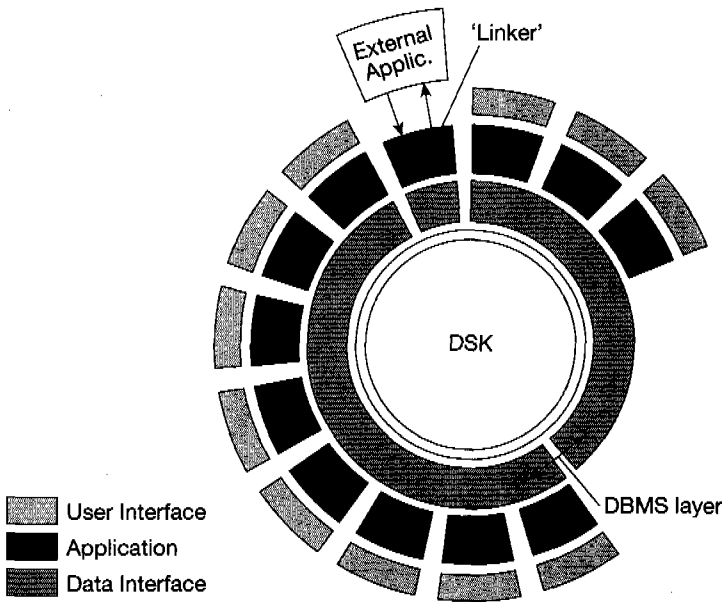 External
Applic.
'Linker'
DSK
DBMS layer
User Interface
Application
Data Interface